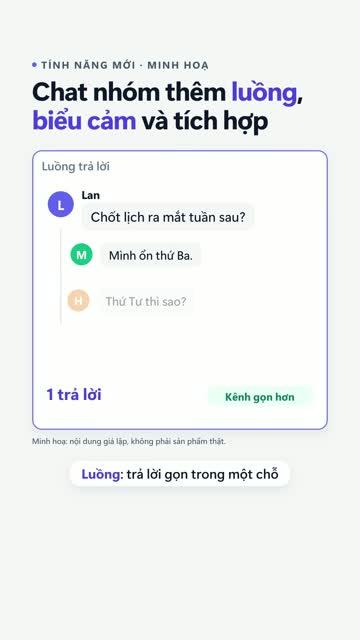 TÍNH NĂNG MỚI · MINH HOẠ
Chat nhóm thêm luồng,
biểu cảm và tích hợp
Luồng trả lời
L
Lan
Chốt lịch ra mắt tuần sau?
M
Mình ổn thứ Ba.
H
Thứ Tư thì sao?
1 trả lời
Kênh gọn hơn
Minh hoạ: nội dung giả lập, không phải sản phẩm thật.
Luồng: trả lời gọn trong một chỗ